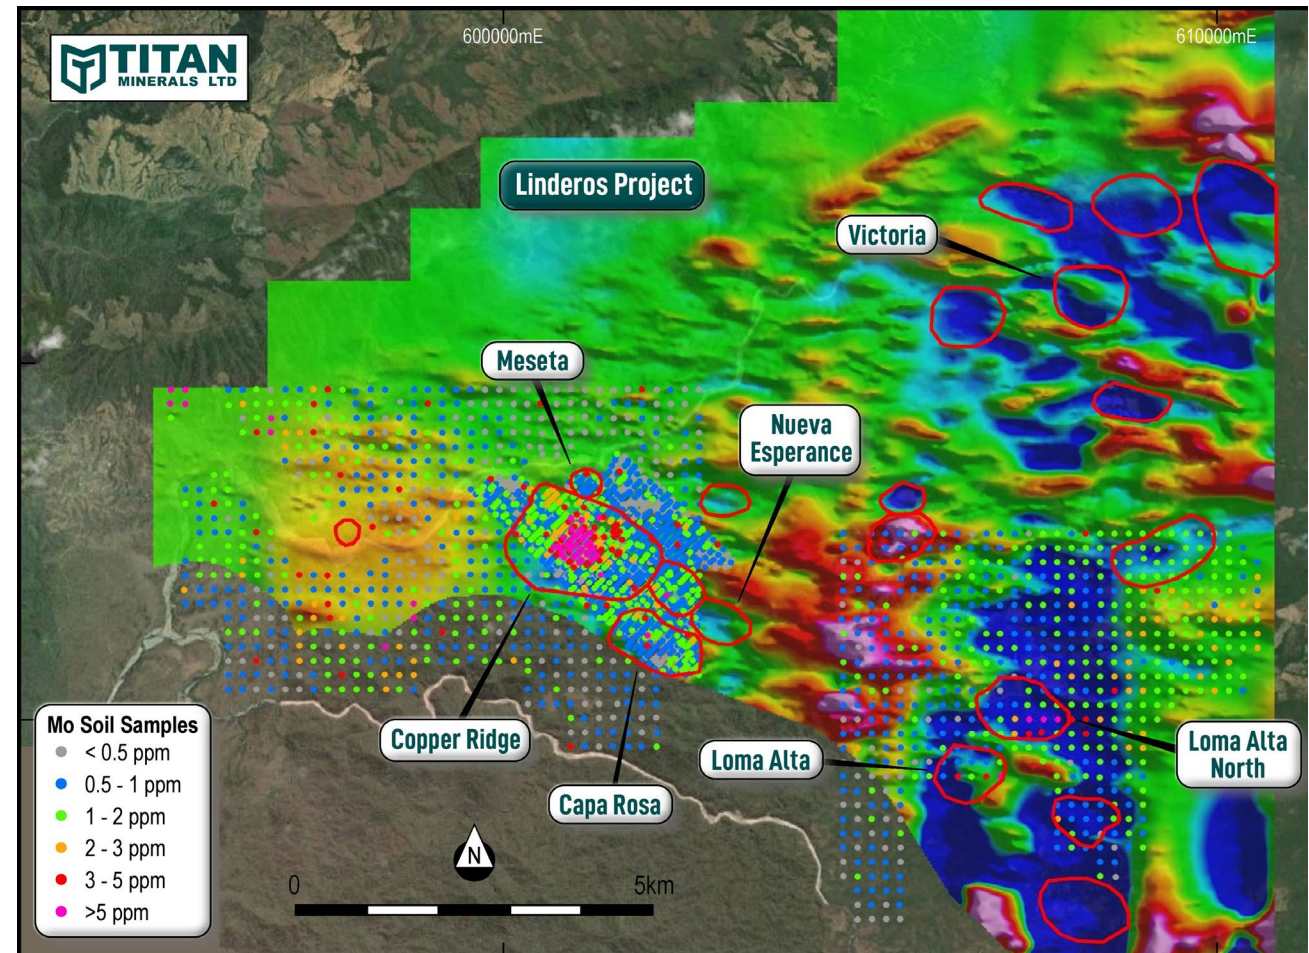 TITAN
MINERALS LTD
600000mE
610000mE
Linderos Project
Victoria
Meseta
Nueva
Esperance
Copper Ridge
Capa Rosa
Loma Alta
Loma Alta
North
Mo Soil Samples
< 0.5 ppm
0.5 - 1 ppm
1 - 2 ppm
2 - 3 ppm
3 - 5 ppm
>5 ppm
N
0
5km